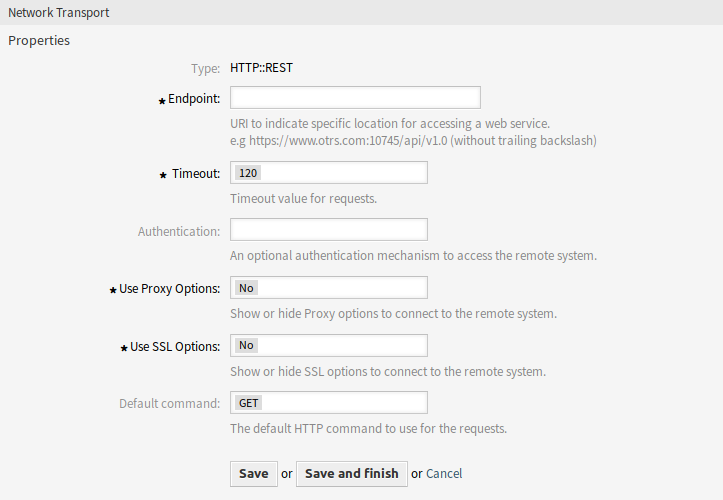 Network Transport
Properties
Type: HTTP::REST
★ Endpoint:
URI to indicate specific location for accessing a web service.
e.g https://www.otrs.com:10745/api/v1.0 (without trailing backslash)
★ Timeout: 120
Timeout value for requests.
Authentication:
An optional authentication mechanism to access the remote system.
★ Use Proxy Options: No
Show or hide Proxy options to connect to the remote system.
★ Use SSL Options: No
Show or hide SSL options to connect to the remote system.
Default command: GET
The default HTTP command to use for the requests.
Save or Save and finish or Cancel